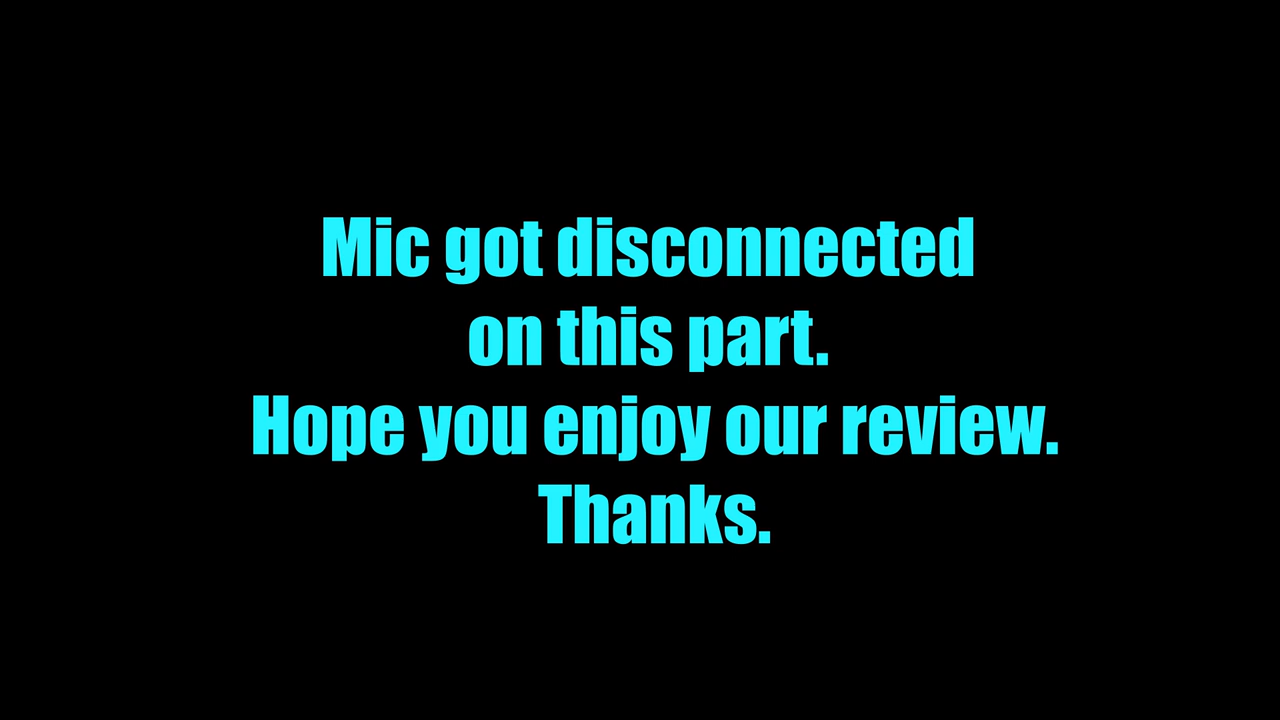 Mic got disconnected
on this part.
Hope you enjoy our review.
Thanks.